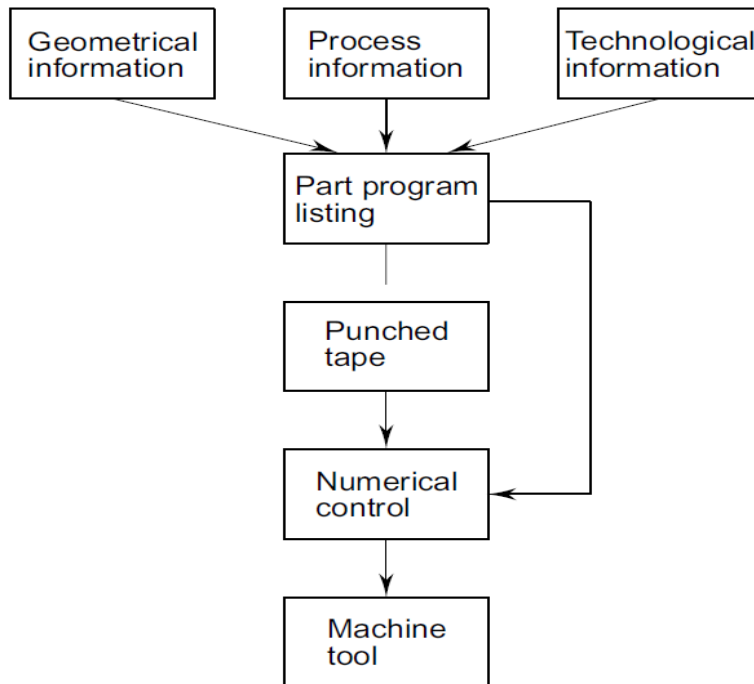 Geometrical
information
Process
information
Technological
information
Part program
listing
Punched
tape
Numerical
control
Machine
tool